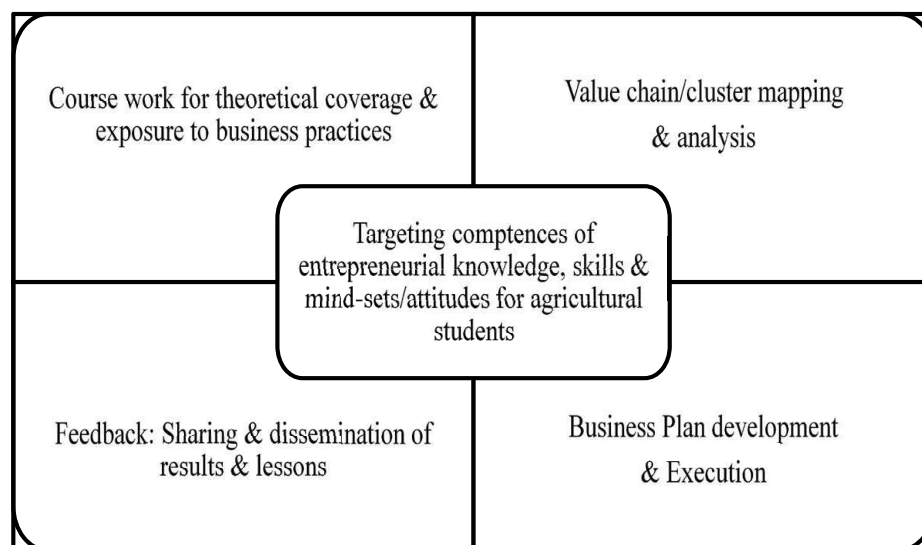 Course work for theoretical coverage &
exposure to business practices
Value chain/cluster mapping
& analysis
Targeting comptences of
entrepreneurial knowledge, skills &
mind-sets/attitudes for agricultural
students
Feedback: Sharing & dissemination of
results & lessons
Business Plan development
& Execution